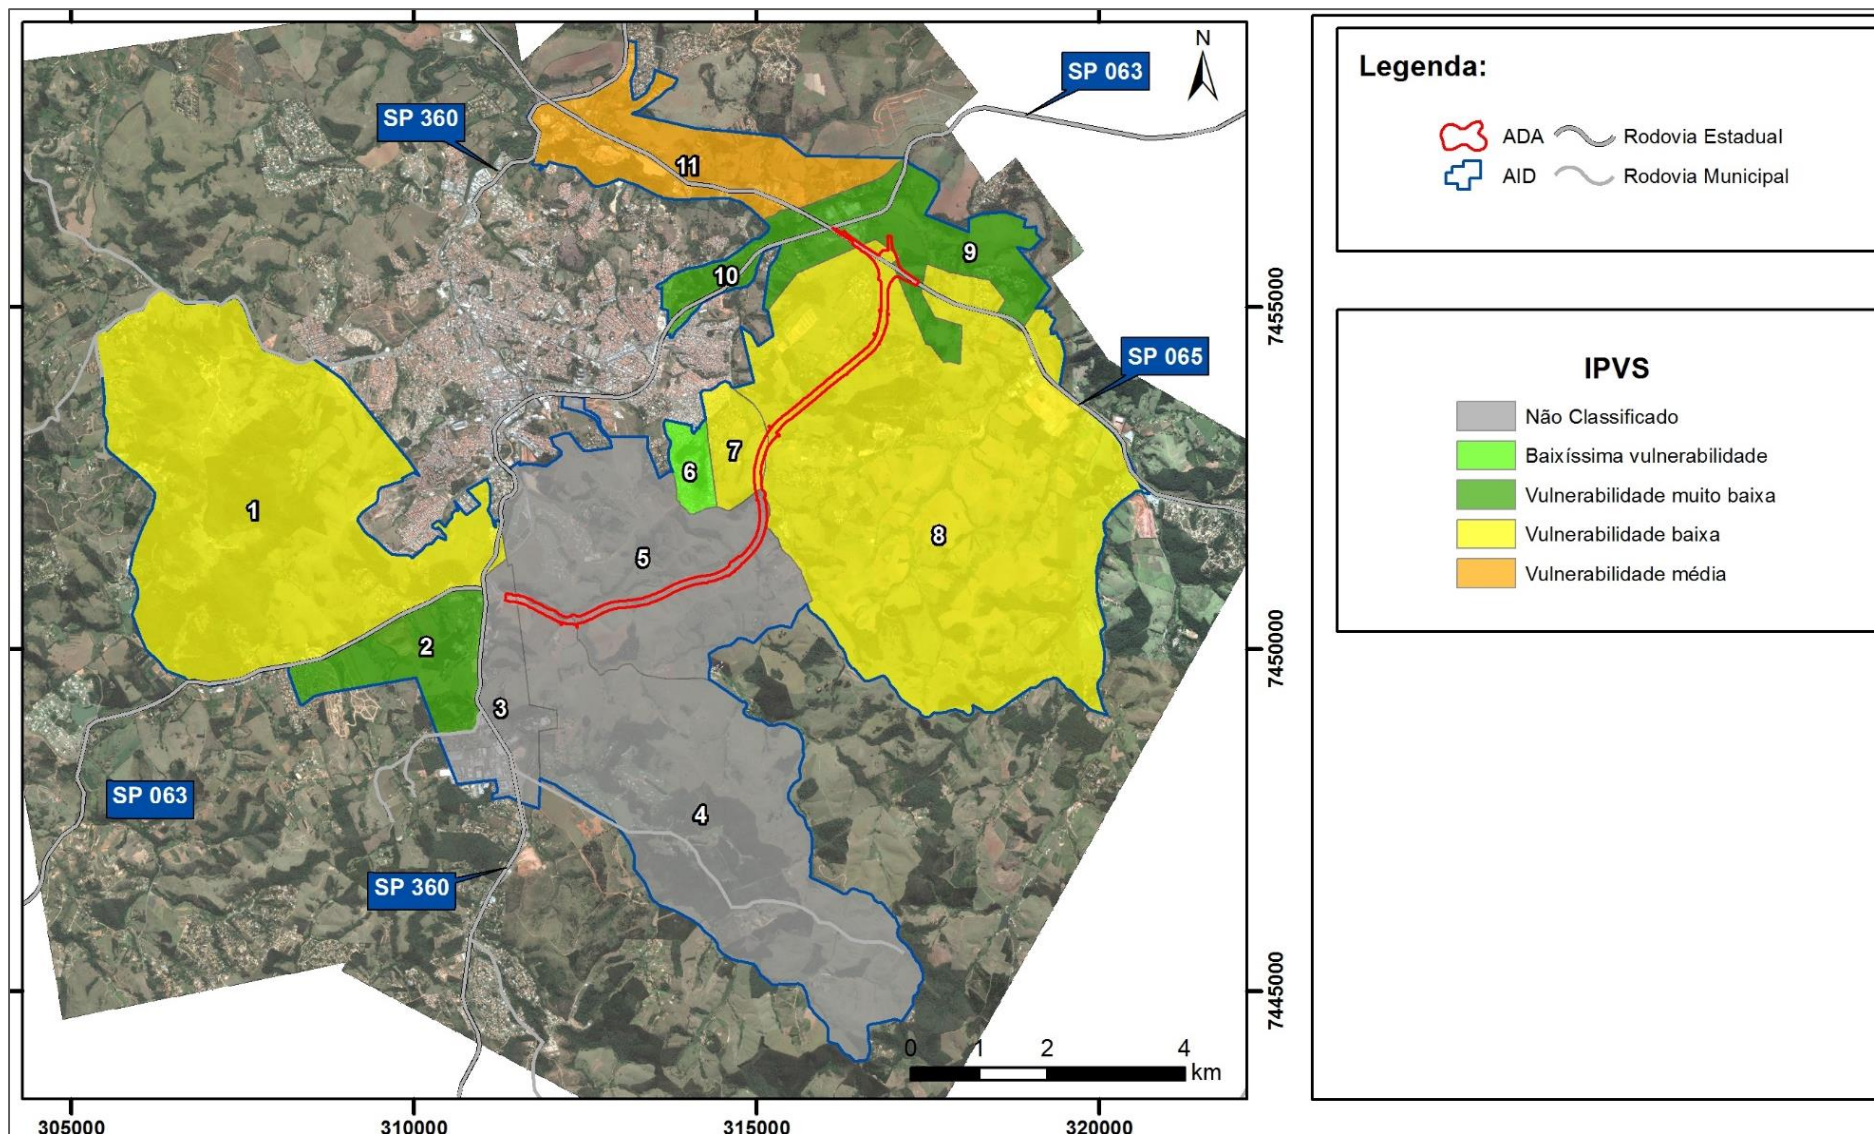 N
SP 063
SP 360
11
9
10
7455000
SP 065
7
6
1
8
5
2
7450000
3
SP 063
4
SP 360
7445000
0 1 2 4
km
305000 310000 315000 320000
Legenda:
ADA Rodovia Estadual
AID Rodovia Municipal
IPVS
Não Classificado
Baixíssima vulnerabilidade
Vulnerabilidade muito baixa
Vulnerabilidade baixa
Vulnerabilidade média